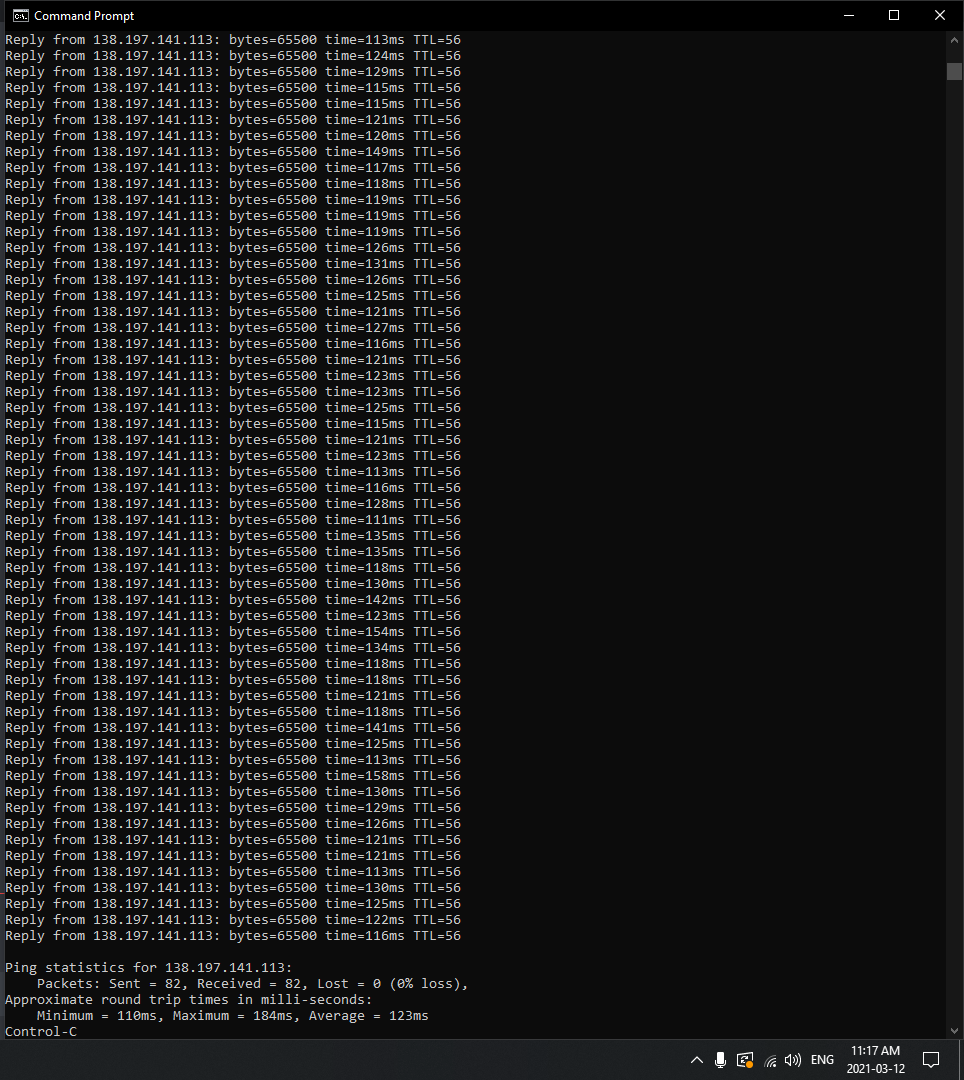 Command Prompt
Reply from 138.197.141.113: bytes=65500 time=113ms TTL=56
Reply from 138.197.141.113: bytes=65500 time=124ms TTL=56
Reply from 138.197.141.113: bytes=65500 time=129ms TTL=56
Reply from 138.197.141.113: bytes=65500 time=115ms TTL=56
Reply from 138.197.141.113: bytes=65500 time=115ms TTL=56
Reply from 138.197.141.113: bytes=65500 time=121ms TTL=56
Reply from 138.197.141.113: bytes=65500 time=120ms TTL=56
Reply from 138.197.141.113: bytes=65500 time=149ms TTL=56
Reply from 138.197.141.113: bytes=65500 time=117ms TTL=56
Reply from 138.197.141.113: bytes=65500 time=118ms TTL=56
Reply from 138.197.141.113: bytes=65500 time=119ms TTL=56
Reply from 138.197.141.113: bytes=65500 time=119ms TTL=56
Reply from 138.197.141.113: bytes=65500 time=119ms TTL=56
Reply from 138.197.141.113: bytes=65500 time=126ms TTL=56
Reply from 138.197.141.113: bytes=65500 time=131ms TTL=56
Reply from 138.197.141.113: bytes=65500 time=126ms TTL=56
Reply from 138.197.141.113: bytes=65500 time=125ms TTL=56
Reply from 138.197.141.113: bytes=65500 time=121ms TTL=56
Reply from 138.197.141.113: bytes=65500 time=127ms TTL=56
Reply from 138.197.141.113: bytes=65500 time=116ms TTL=56
Reply from 138.197.141.113: bytes=65500 time=121ms TTL=56
Reply from 138.197.141.113: bytes=65500 time=123ms TTL=56
Reply from 138.197.141.113: bytes=65500 time=123ms TTL=56
Reply from 138.197.141.113: bytes=65500 time=125ms TTL=56
Reply from 138.197.141.113: bytes=65500 time=115ms TTL=56
Reply from 138.197.141.113: bytes=65500 time=121ms TTL=56
Reply from 138.197.141.113: bytes=65500 time=123ms TTL=56
Reply from 138.197.141.113: bytes=65500 time=113ms TTL=56
Reply from 138.197.141.113: bytes=65500 time=116ms TTL=56
Reply from 138.197.141.113: bytes=65500 time=128ms TTL=56
Reply from 138.197.141.113: bytes=65500 time=111ms TTL=56
Reply from 138.197.141.113: bytes=65500 time=135ms TTL=56
Reply from 138.197.141.113: bytes=65500 time=135ms TTL=56
Reply from 138.197.141.113: bytes=65500 time=118ms TTL=56
Reply from 138.197.141.113: bytes=65500 time=130ms TTL=56
Reply from 138.197.141.113: bytes=65500 time=142ms TTL=56
Reply from 138.197.141.113: bytes=65500 time=123ms TTL=56
Reply from 138.197.141.113: bytes=65500 time=154ms TTL=56
Reply from 138.197.141.113: bytes=65500 time=134ms TTL=56
Reply from 138.197.141.113: bytes=65500 time=118ms TTL=56
Reply from 138.197.141.113: bytes=65500 time=118ms TTL=56
Reply from 138.197.141.113: bytes=65500 time=121ms TTL=56
Reply from 138.197.141.113: bytes=65500 time=118ms TTL=56
Reply from 138.197.141.113: bytes=65500 time=141ms TTL=56
Reply from 138.197.141.113: bytes=65500 time=125ms TTL=56
Reply from 138.197.141.113: bytes=65500 time=113ms TTL=56
Reply from 138.197.141.113: bytes=65500 time=158ms TTL=56
Reply from 138.197.141.113: bytes=65500 time=130ms TTL=56
Reply from 138.197.141.113: bytes=65500 time=129ms TTL=56
Reply from 138.197.141.113: bytes=65500 time=126ms TTL=56
Reply from 138.197.141.113: bytes=65500 time=121ms TTL=56
Reply from 138.197.141.113: bytes=65500 time=121ms TTL=56
Reply from 138.197.141.113: bytes=65500 time=113ms TTL=56
Reply from 138.197.141.113: bytes=65500 time=130ms TTL=56
Reply from 138.197.141.113: bytes=65500 time=125ms TTL=56
Reply from 138.197.141.113: bytes=65500 time=122ms TTL=56
Reply from 138.197.141.113: bytes=65500 time=116ms TTL=56
Ping statistics for 138.197.141.113:
Packets: Sent = 82, Received = 82, Lost = 0 (0% loss),
Approximate round trip times in milli-seconds:
Minimum = 110ms, Maximum = 184ms, Average = 123ms
Control-C
ENG
11:17 AM
2021-03-12